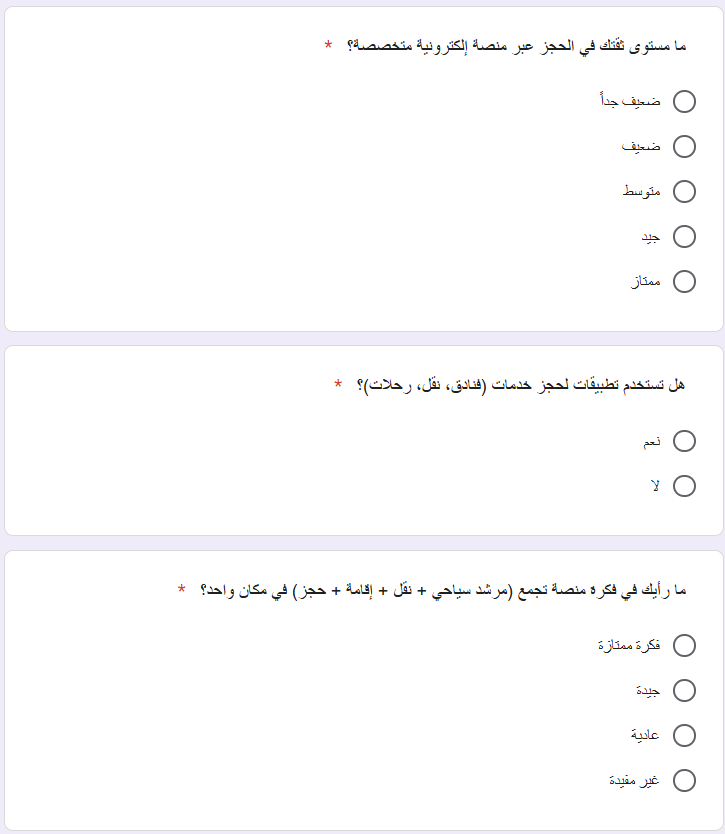 ما مستوى ثقتك في الحجز عبر منصة إلكترونية متخصصة؟ *
ضعيف جداً
ضعيف
متوسط
جيد
ممتاز
هل تستخدم تطبيقات لحجز خدمات (فنادق، نقل، رحلات)؟ *
نعم
لا
ما رأيك في فكرة منصة تجمع (مرشد سياحي + نقل + إقامة + حجز) في مكان واحد؟ *
فكرة ممتازة
جيدة
عادية
غير مفيدة